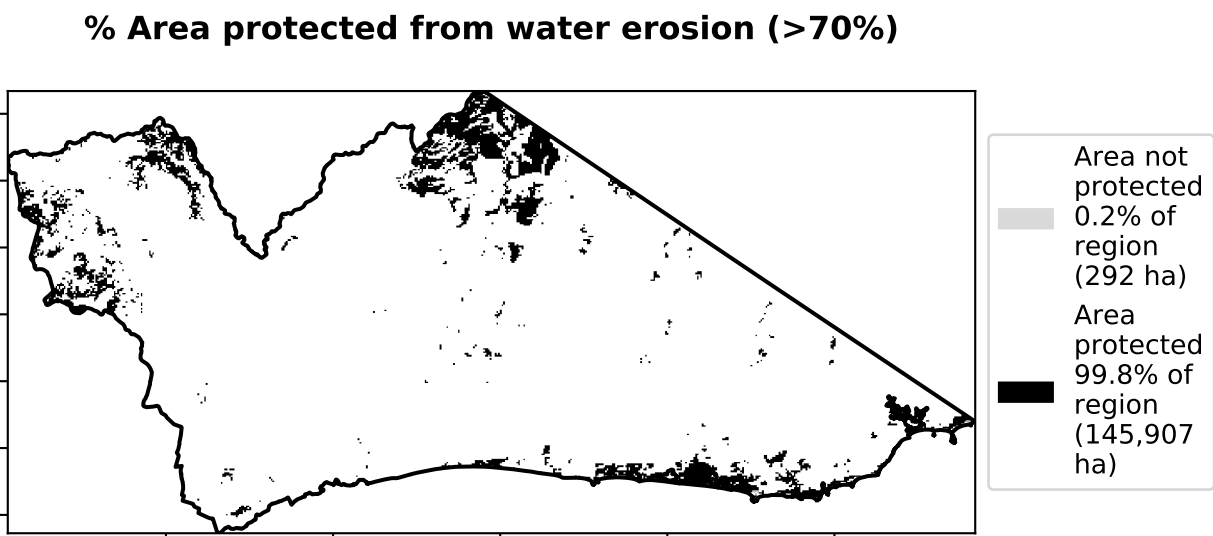 % Area protected from water erosion (>70%)
Area not
protected
0.2% of
region
(292 ha)
Area
protected
99.8% of
region
(145,907
ha)